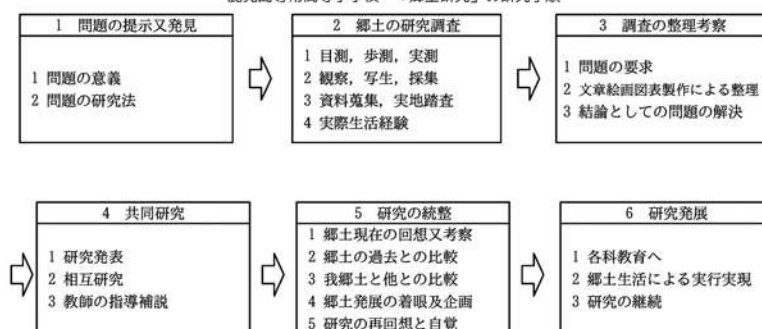 1 問題の提示又発見
1 問題の意義
2 問題の研究法
2 郷土の研究調査
1 目測，歩測，実測
2 観察，写生，採集
3 資料蒐集，実地踏査
4 実際生活経験
3 調査の整理考察
1 問題の要求
2 文章絵画図表製作による整理
3 結論としての問題の解決
4 共同研究
1 研究発表
2 相互研究
3 教師の指導補説
5 研究の統整
1 郷土現在の回想又考察
2 郷土の過去との比較
3 我郷土と他との比較
4 郷土発展の着眼及企画
5 研究の再回想と自覚
6 研究発展
1 各科教育へ
2 郷土生活による実行実現
3 研究の継続